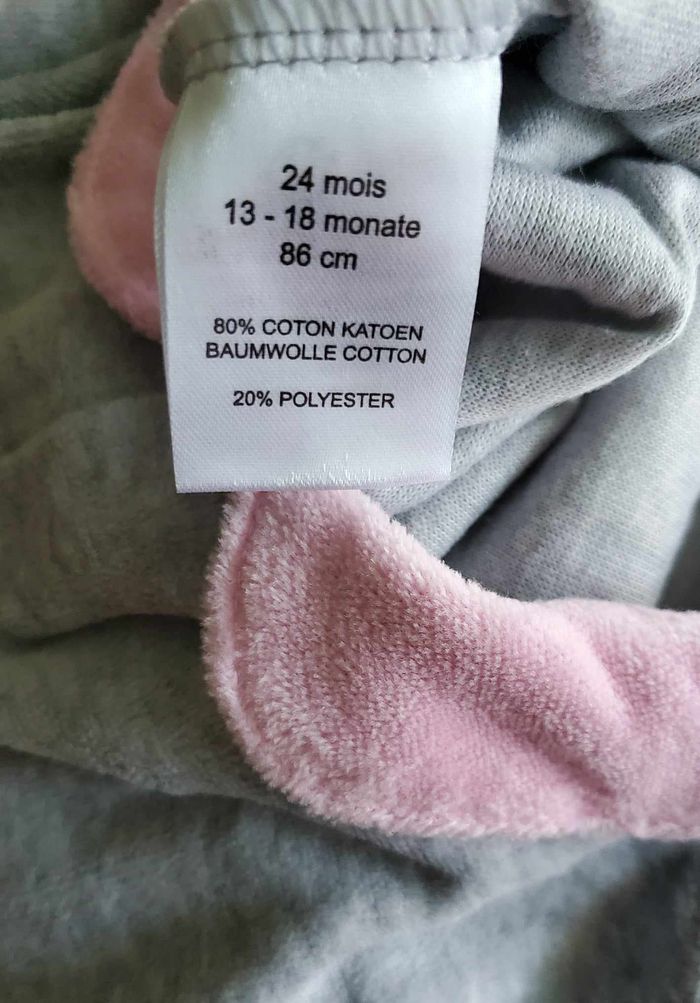 24 mois
13 - 18 monate
86 cm
80% COTON KATOEN
BAUMWOLLE COTTON
20% POLYESTER